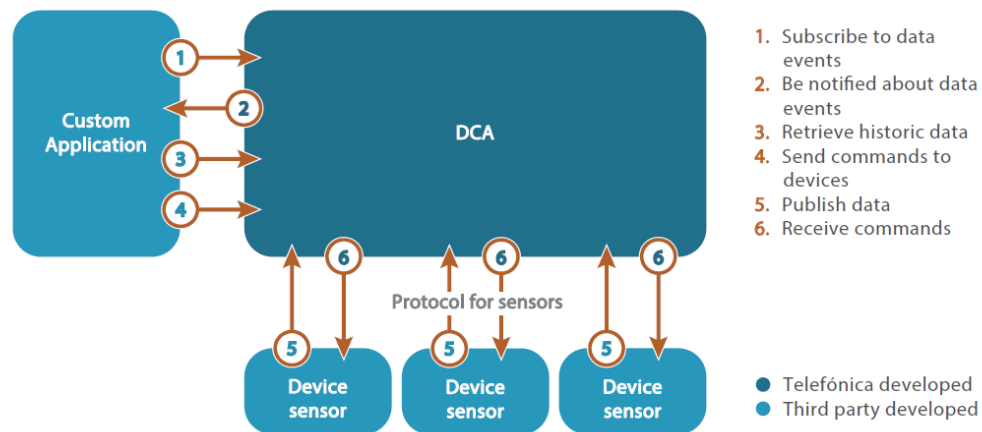 Custom
Application
1
2
3
4
DCA
6
6
6
Protocol for sensors
5
5
5
Device
sensor
Device
sensor
Device
sensor
1. Subscribe to data
events
2. Be notified about data
events
3. Retrieve historic data
4. Send commands to
devices
5. Publish data
6. Receive commands
Telefónica developed
Third party developed